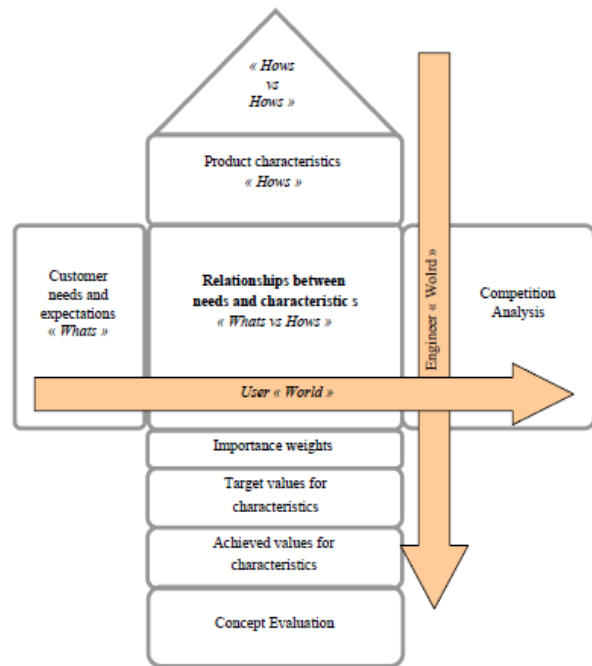 « Hows
vs
Hows »
Product characteristics
« Hows »
Customer
needs and
expectations
« Whats »
Relationships between
needs and characteristic s
« Whats vs Hows »
Engineer « Wolrd »
Competition
Analysis
User « World »
Importance weights
Target values for
characteristics
Achieved values for
characteristics
Concept Evaluation